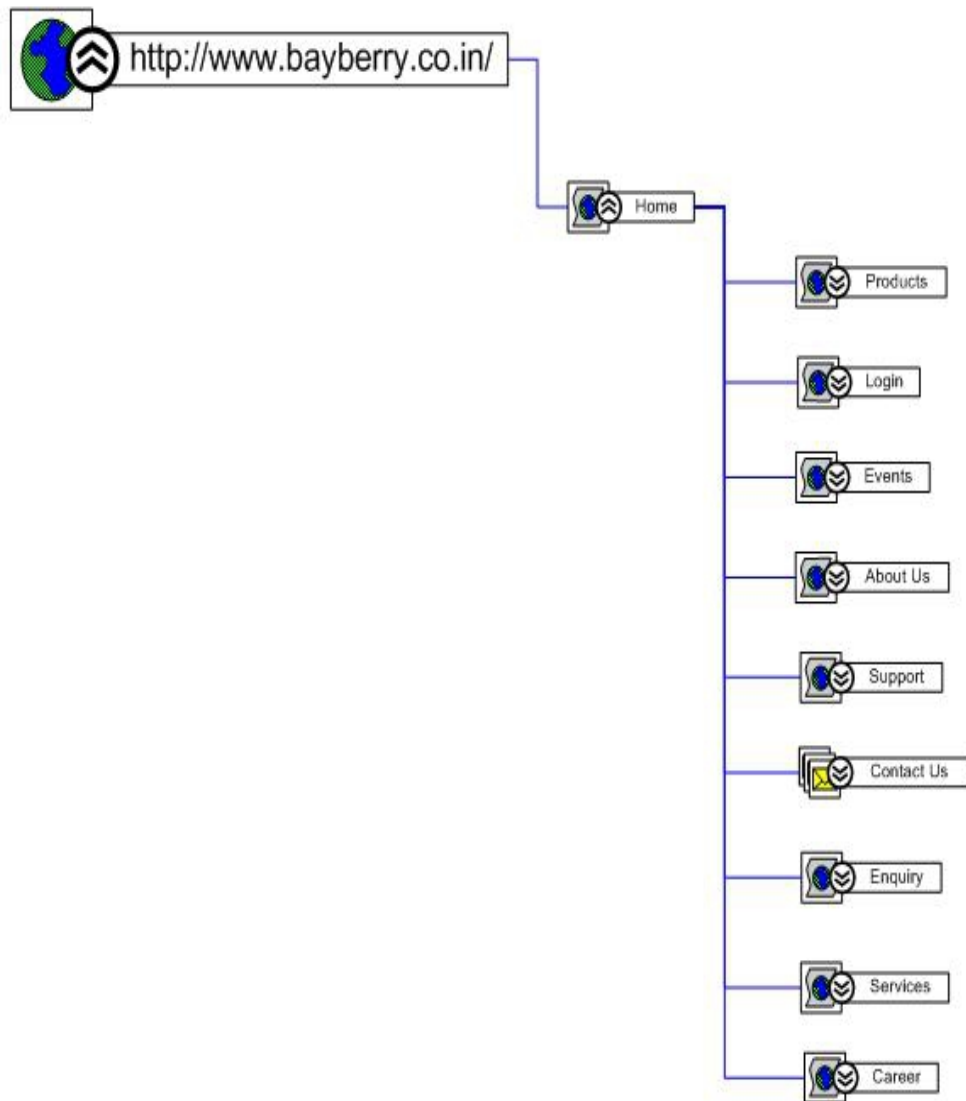 http://www.bayberry.co.in/
Home
Products
Login
Events
About Us
Support
Contact Us
Enquiry
Services
Career